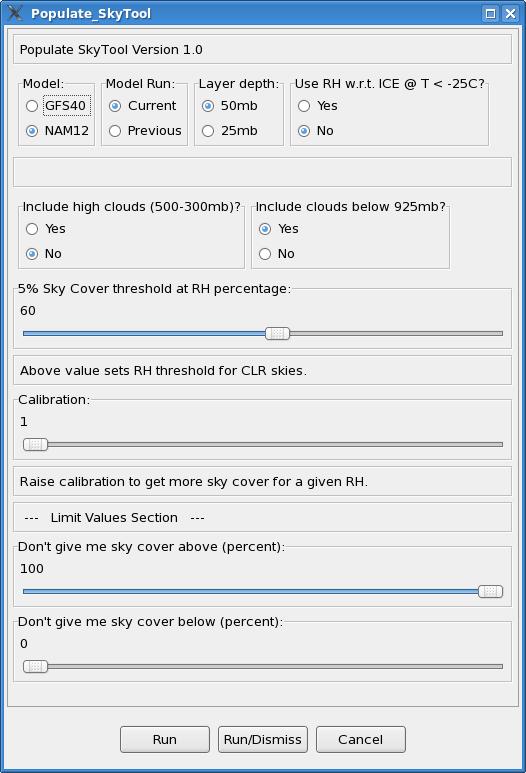 Populate_SkyTool
Populate SkyTool Version 1.0
Model: Model Run: Layer depth: Use RH w.r.t. ICE @ T < -25C?
GFS40 Current 50mb Yes
NAM12 Previous 25mb No
Include high clouds (500-300mb)? Include clouds below 925mb?
Yes Yes
No No
5% Sky Cover threshold at RH percentage:
60
Above value sets RH threshold for CLR skies.
Calibration:
1
Raise calibration to get more sky cover for a given RH.
--- Limit Values Section ---
Don't give me sky cover above (percent):
100
Don't give me sky cover below (percent):
0
Run Run/Dismiss Cancel